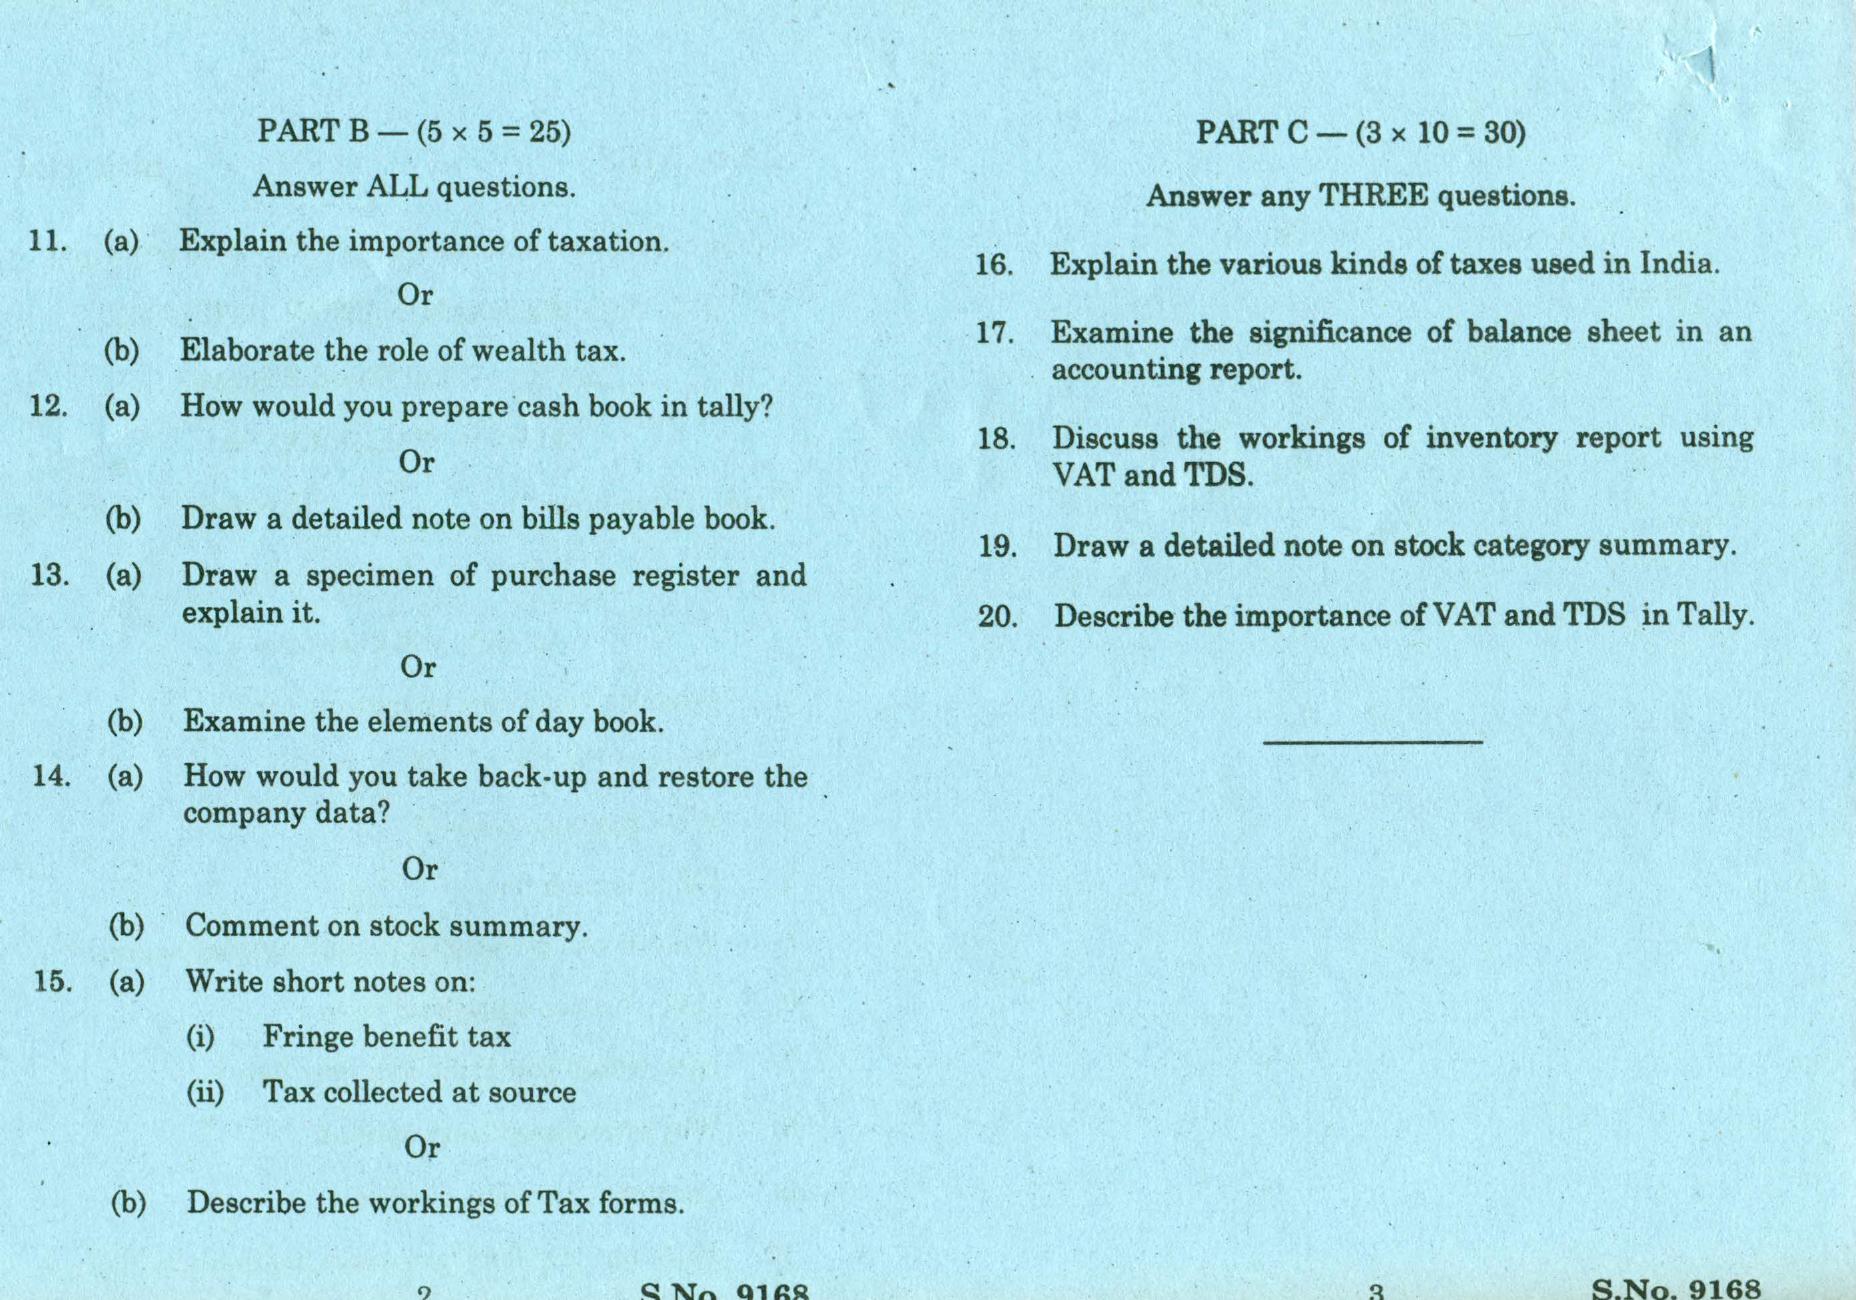 PART B — (5 × 5 = 25)
Answer ALL questions.
11. (a) Explain the importance of taxation.
Or
(b) Elaborate the role of wealth tax.
12. (a) How would you prepare cash book in tally?
Or
(b) Draw a detailed note on bills payable book.
13. (a) Draw a specimen of purchase register and
explain it.
Or
(b) Examine the elements of day book.
14. (a) How would you take back-up and restore the
company data?
Or
(b) Comment on stock summary.
15. (a) Write short notes on:
(i) Fringe benefit tax
(ii) Tax collected at source
Or
(b) Describe the workings of Tax forms.
2 S.No. 9168
PART C — (3 × 10 = 30)
Answer any THREE questions.
16. Explain the various kinds of taxes used in India.
17. Examine the significance of balance sheet in an
accounting report.
18. Discuss the workings of inventory report using
VAT and TDS.
19. Draw a detailed note on stock category summary.
20. Describe the importance of VAT and TDS in Tally.
3 S.No. 9168